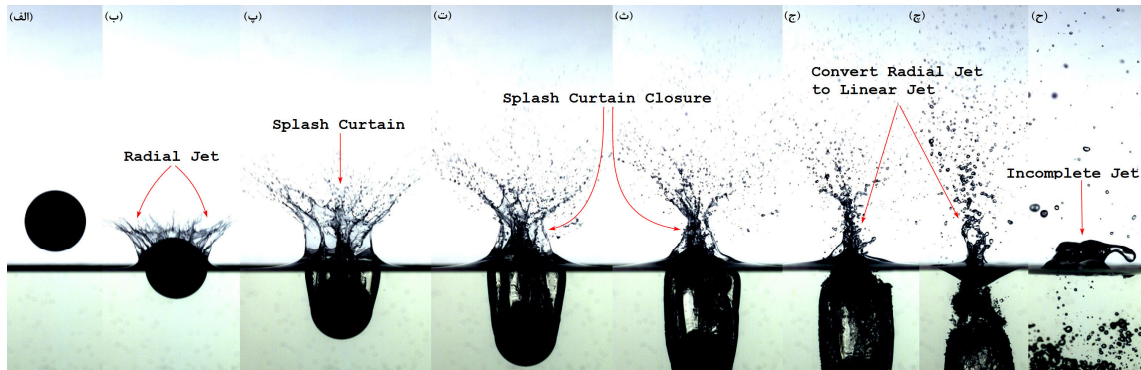 (الف)
(ب)
(پ)
(ت)
(ث)
(ج)
(چ)
(ح)
Radial Jet
Splash Curtain
Splash Curtain Closure
Convert Radial Jet
to Linear Jet
Incomplete Jet